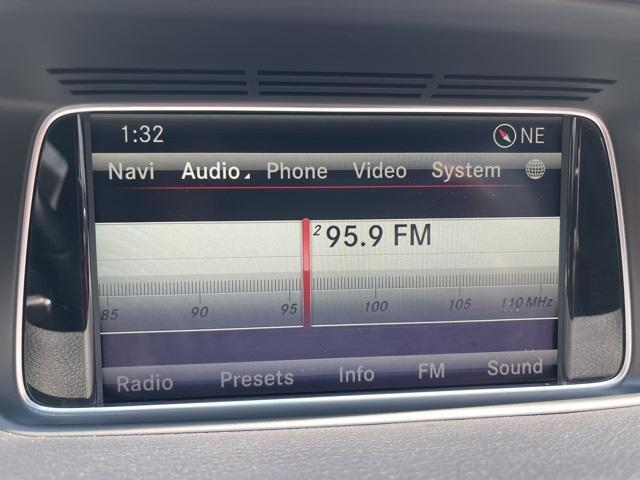 1:32 NE
Navi Audio Phone Video System
2 95.9 FM
85 90 95 100 105 110 MHz
Radio Presets Info FM Sound